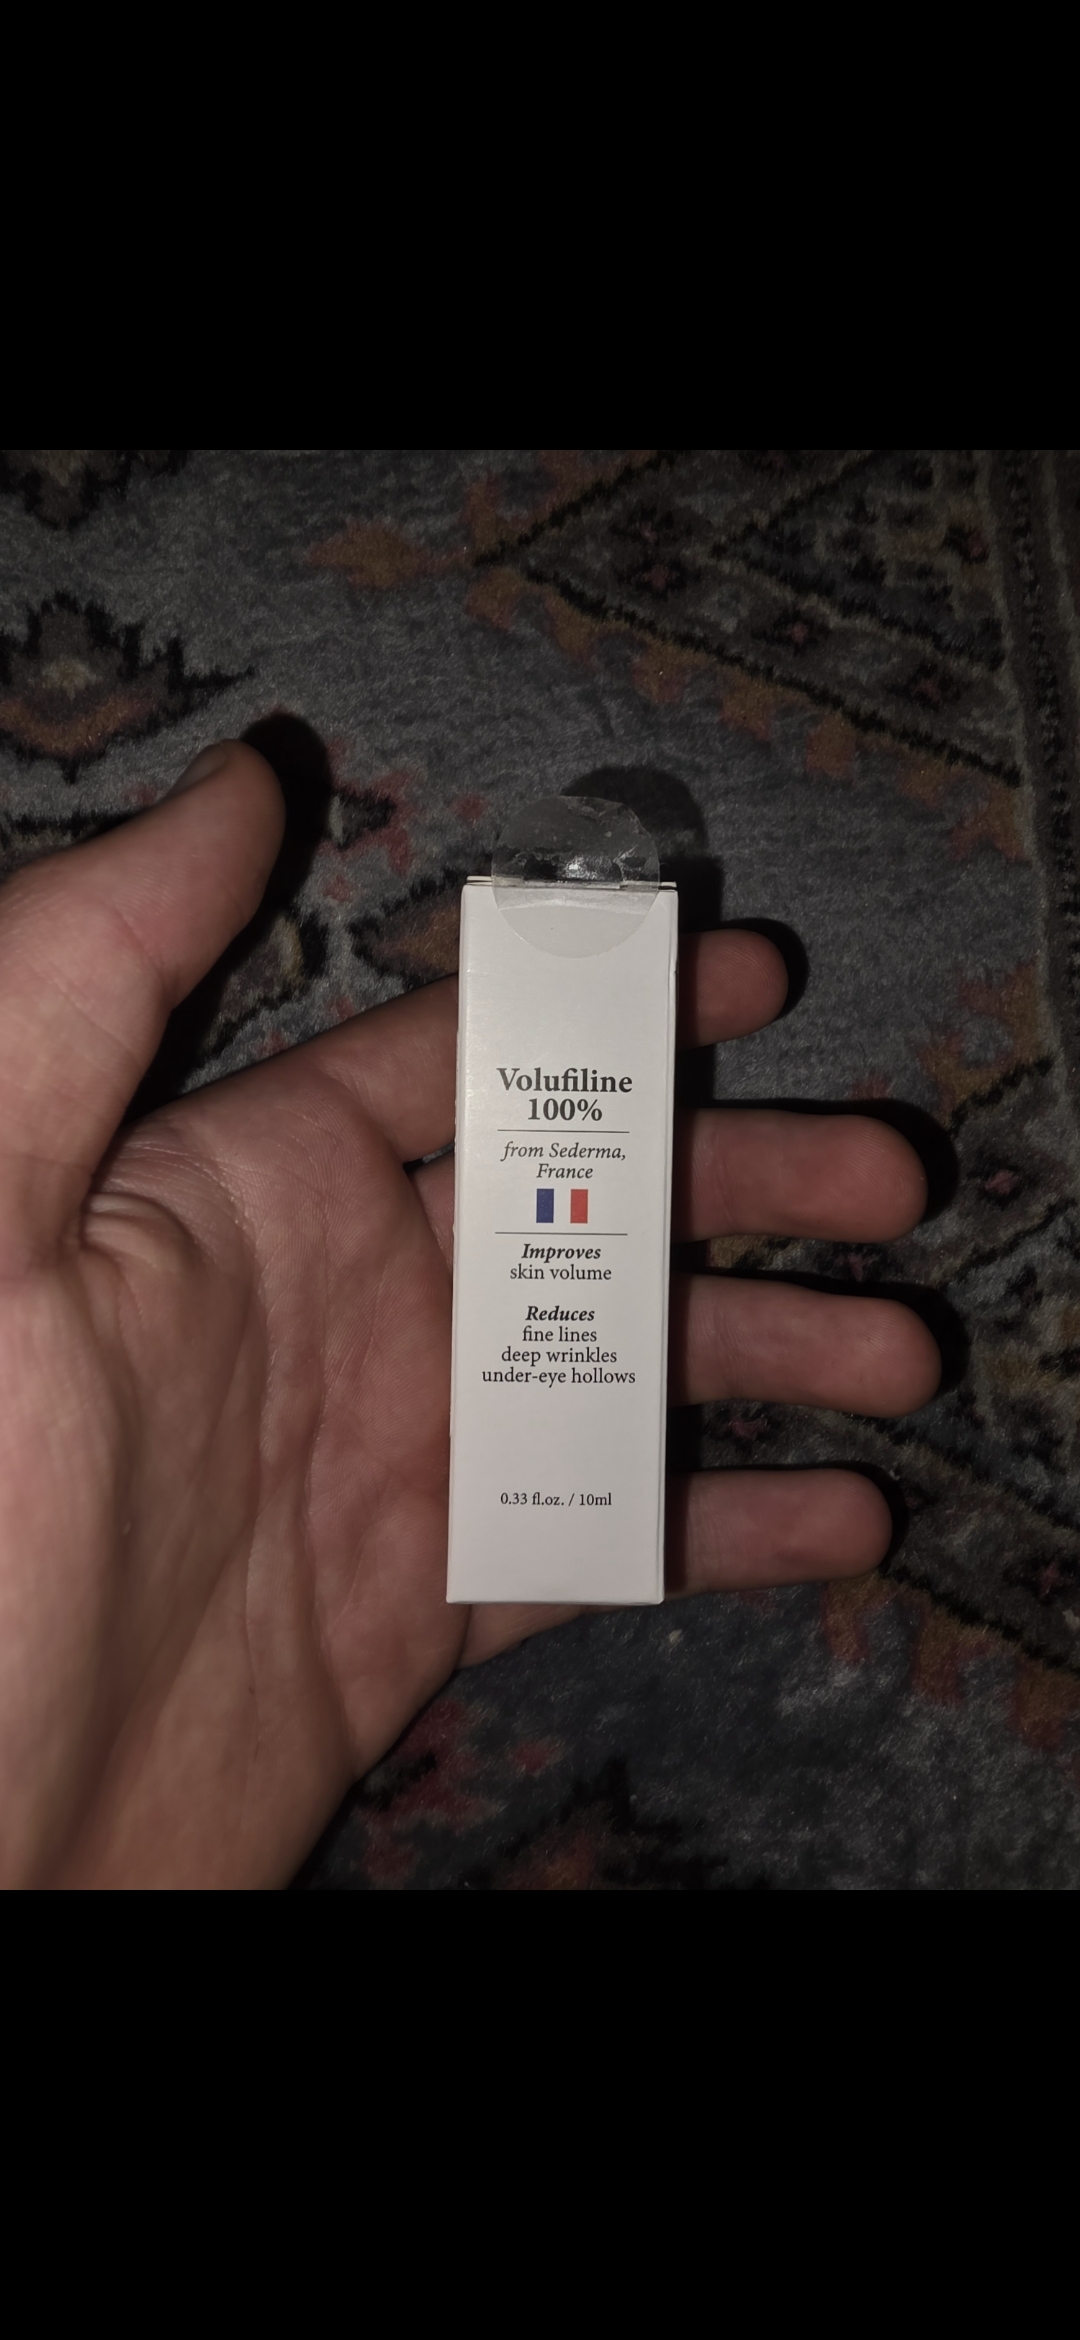 Volufiline
100%
from Sederma,
France
Improves
skin volume
Reduces
fine lines
deep wrinkles
under-eye hollows
0.33 fl.oz. / 10ml